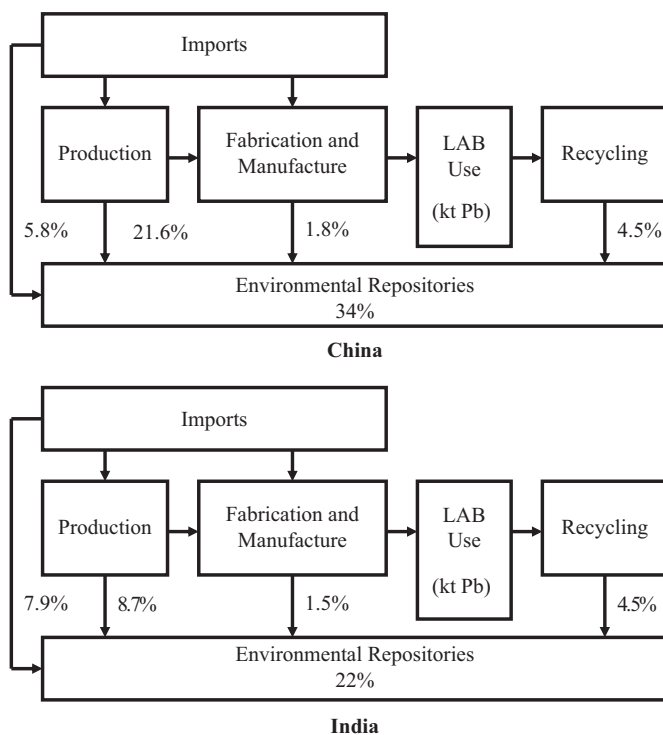 Imports
Production
Fabrication and
Manufacture
LAB
Use
(kt Pb)
Recycling
5.8%
21.6%
1.8%
4.5%
Environmental Repositories
34%
China
Imports
Production
Fabrication and
Manufacture
LAB
Use
(kt Pb)
Recycling
7.9%
8.7%
1.5%
4.5%
Environmental Repositories
22%
India